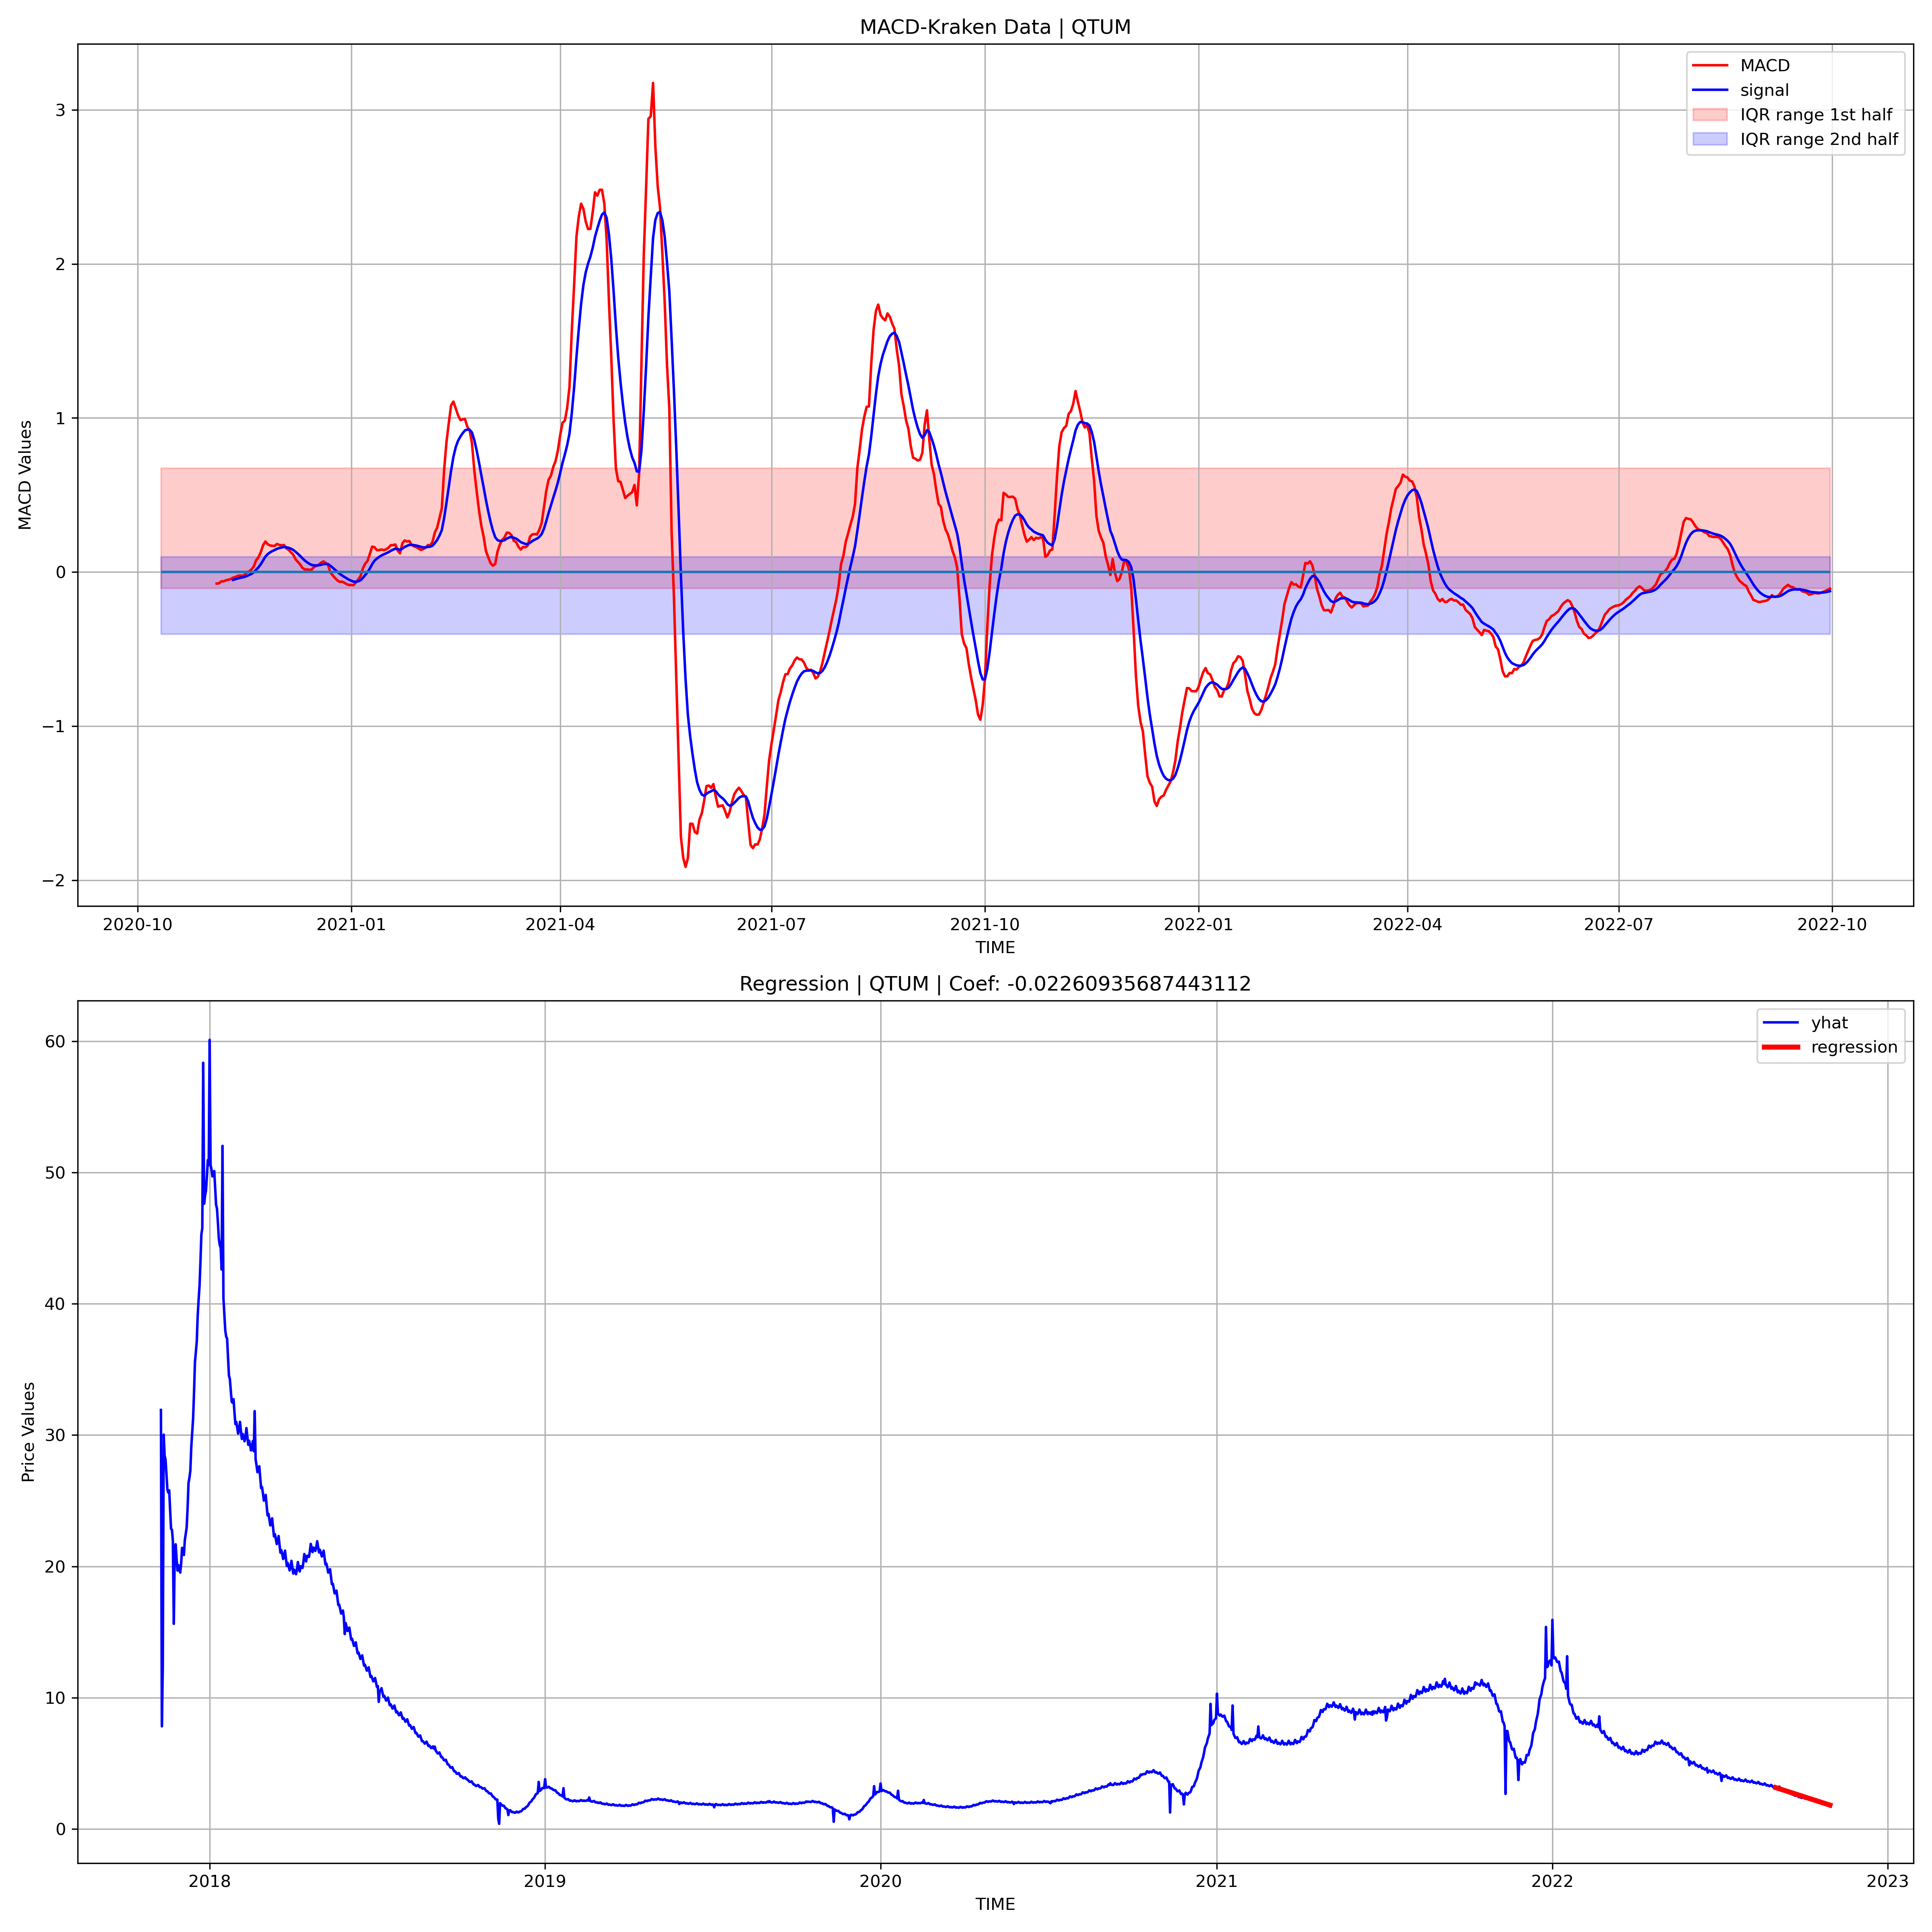 MACD-Kraken Data | QTUM
MACD
signal
IQR range 1st half
IQR range 2nd half
MACD Values
3
2
1
0
−1
−2
2020-10
2021-01
2021-04
2021-07
2021-10
2022-01
2022-04
2022-07
2022-10
TIME
Regression | QTUM | Coef: -0.02260935687443112
yhat
regression
Price Values
60
50
40
30
20
10
0
2018
2019
2020
2021
2022
2023
TIME